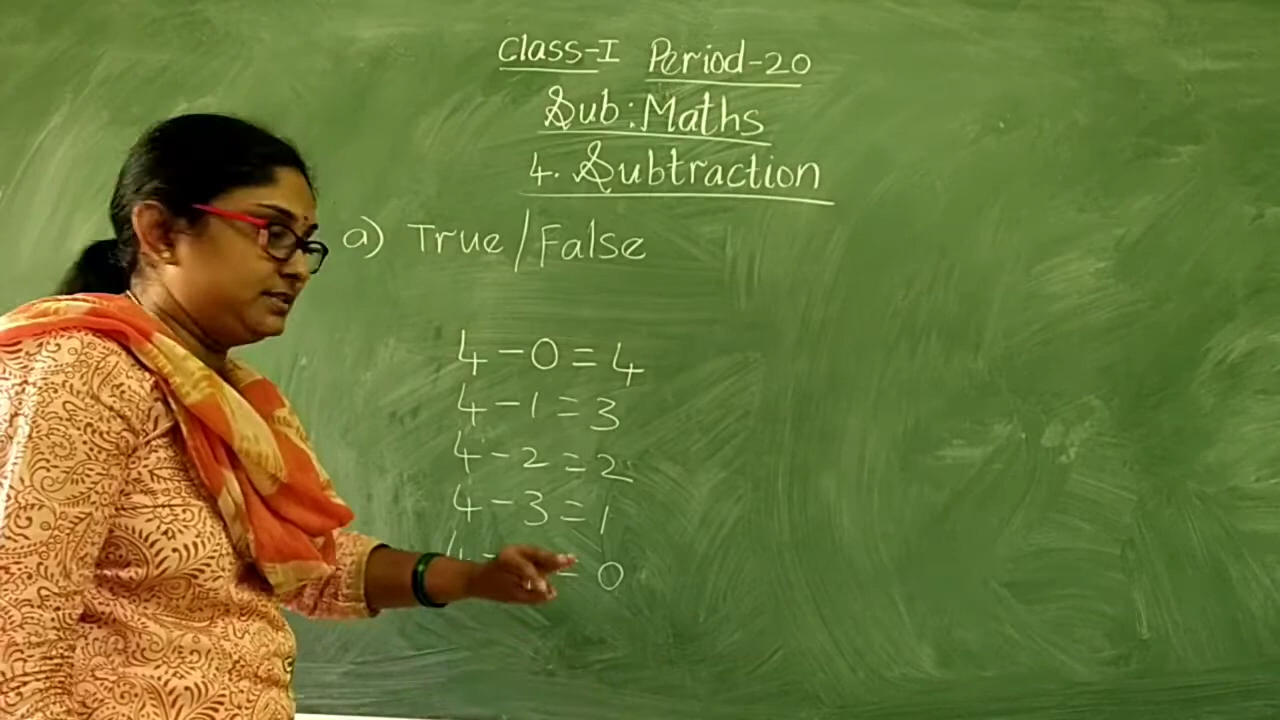 Class-I Period-20
Sub: Maths
4. Subtraction
a) True/False
4-0=4
4-1=3
4-2=2
4-3=1
4- = 0